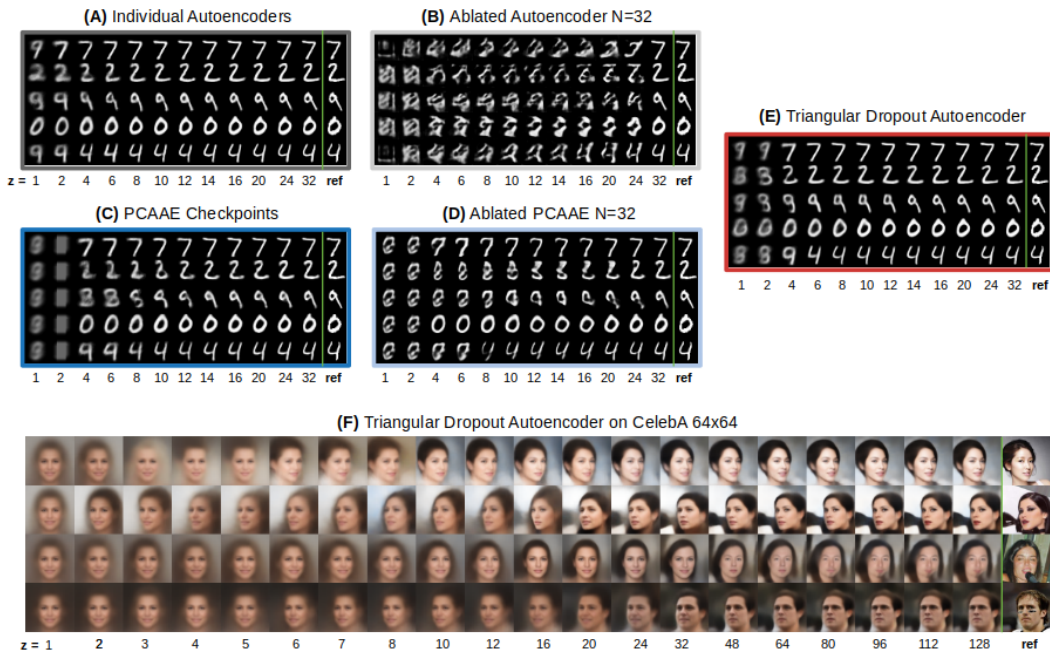 (A) Individual Autoencoders
z = 1 2 4 6 8 10 12 14 16 20 24 32 ref
(B) Ablated Autoencoder N=32
1 2 4 6 8 10 12 14 16 20 24 32 ref
(C) PCAAE Checkpoints
1 2 4 6 8 10 12 14 16 20 24 32 ref
(D) Ablated PCAAE N=32
1 2 4 6 8 10 12 14 16 20 24 32 ref
(E) Triangular Dropout Autoencoder
1 2 4 6 8 10 12 14 16 20 24 32 ref
(F) Triangular Dropout Autoencoder on CelebA 64x64
z = 1 2 3 4 5 6 7 8 10 12 16 20 24 32 48 64 80 96 112 128 ref